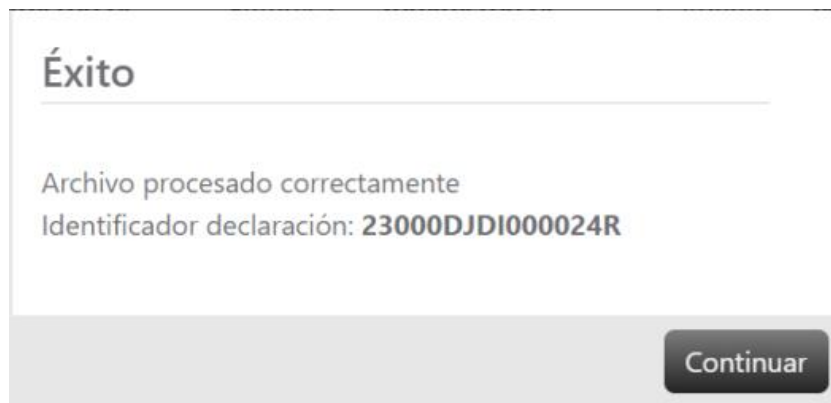 Éxito
Archivo procesado correctamente
Identificador declaración: 23000DJDI000024R
Continuar